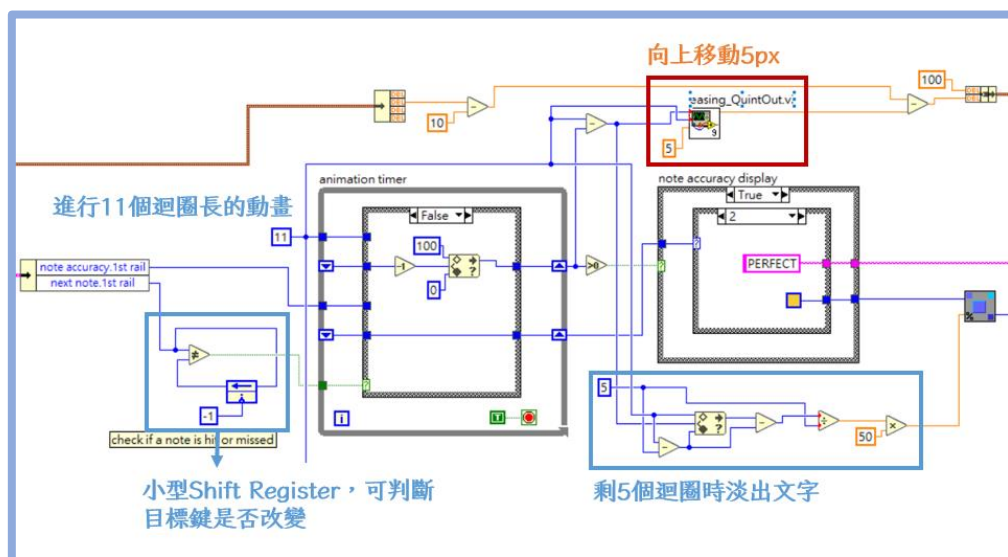 向上移動5px
100
easing_QuintOut.v
10
5
9
animation timer
note accuracy display
進行11個迴圈長的動畫
False
True
2
11
100
-1
0
>0
?
PERFECT
note accuracy.1st rail
next note.1st rail
≠
-1
i
T
5
50
check if a note is hit or missed
小型Shift Register，可判斷
目標鍵是否改變
剩5個迴圈時淡出文字